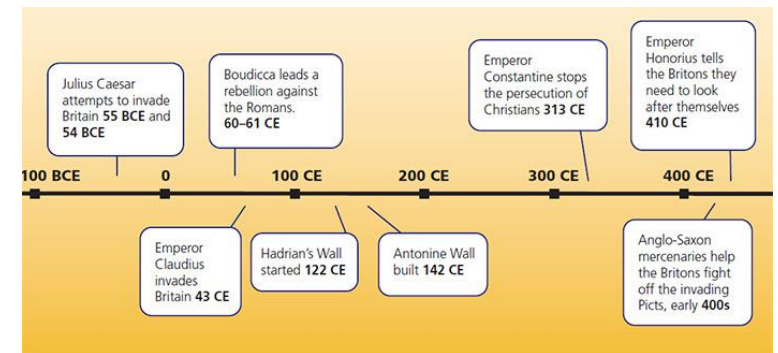 Julius Caesar
attempts to invade
Britain 55 BCE and
54 BCE
Boudicca leads a
rebellion against
the Romans.
60–61 CE
Emperor
Constantine stops
the persecution of
Christians 313 CE
Emperor
Honorius tells
the Britons they
need to look
after themselves
410 CE
100 BCE 0 100 CE 200 CE 300 CE 400 CE
Emperor
Claudius
invades
Britain 43 CE
Hadrian's Wall
started 122 CE
Antonine Wall
built 142 CE
Anglo-Saxon
mercenaries help
the Britons fight
off the invading
Picts, early 400s